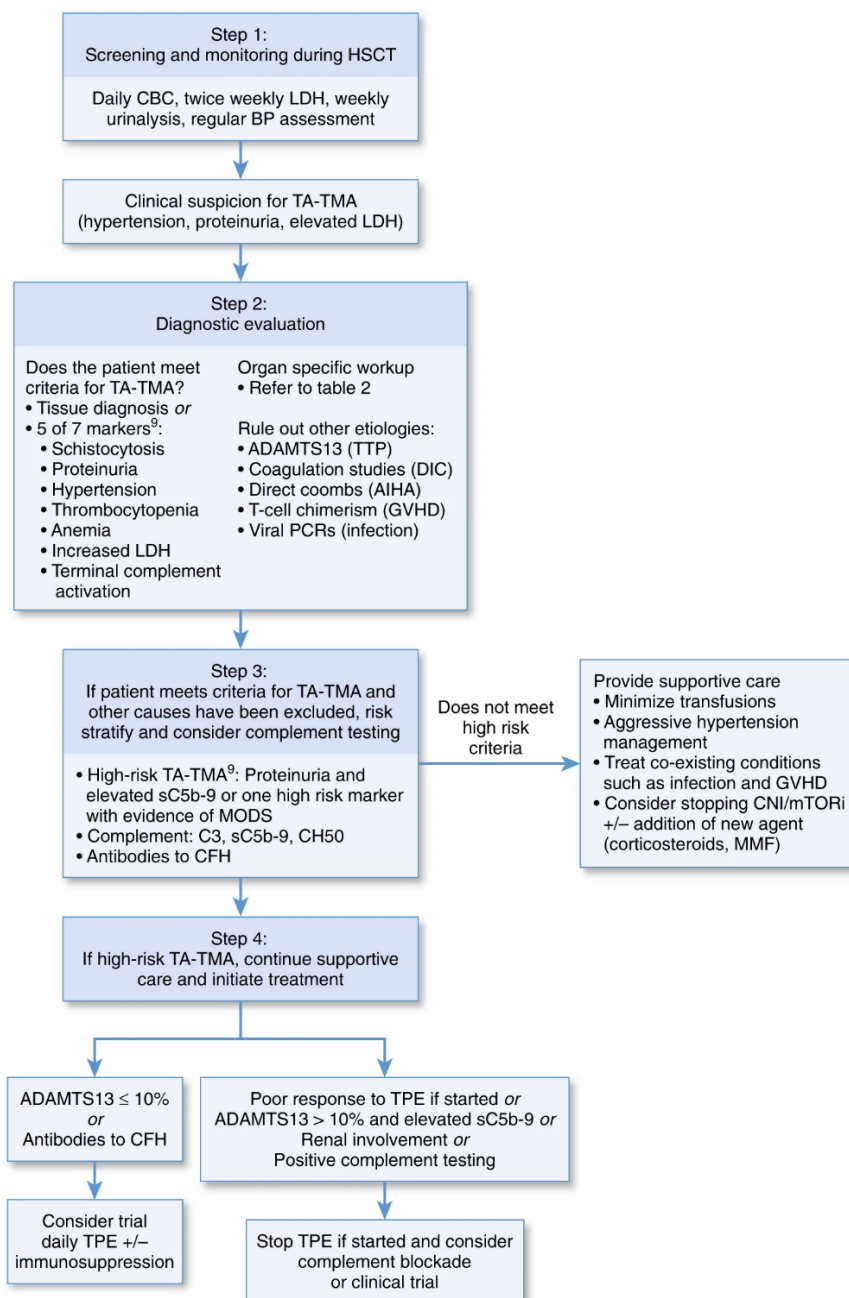 Step 1:
Screening and monitoring during HSCT
Daily CBC, twice weekly LDH, weekly
urinalysis, regular BP assessment
Clinical suspicion for TA-TMA
(hypertension, proteinuria, elevated LDH)
Step 2:
Diagnostic evaluation
Does the patient meet
criteria for TA-TMA?
• Tissue diagnosis or
• 5 of 7 markers⁹:
• Schistocytosis
• Proteinuria
• Hypertension
• Thrombocytopenia
• Anemia
• Increased LDH
• Terminal complement
activation
Organ specific workup
• Refer to table 2
Rule out other etiologies:
• ADAMTS13 (TTP)
• Coagulation studies (DIC)
• Direct coombs (AIHA)
• T-cell chimerism (GVHD)
• Viral PCRs (infection)
Step 3:
If patient meets criteria for TA-TMA and
other causes have been excluded, risk
stratify and consider complement testing
• High-risk TA-TMA⁹: Proteinuria and
elevated sC5b-9 or one high risk marker
with evidence of MODS
• Complement: C3, sC5b-9, CH50
• Antibodies to CFH
Does not meet
high risk
criteria
Provide supportive care
• Minimize transfusions
• Aggressive hypertension
management
• Treat co-existing conditions
such as infection and GVHD
• Consider stopping CNI/mTORi
+/– addition of new agent
(corticosteroids, MMF)
Step 4:
If high-risk TA-TMA, continue supportive
care and initiate treatment
ADAMTS13 ≤ 10%
or
Antibodies to CFH
Consider trial
daily TPE +/–
immunosuppression
Poor response to TPE if started or
ADAMTS13 > 10% and elevated sC5b-9 or
Renal involvement or
Positive complement testing
Stop TPE if started and consider
complement blockade
or clinical trial